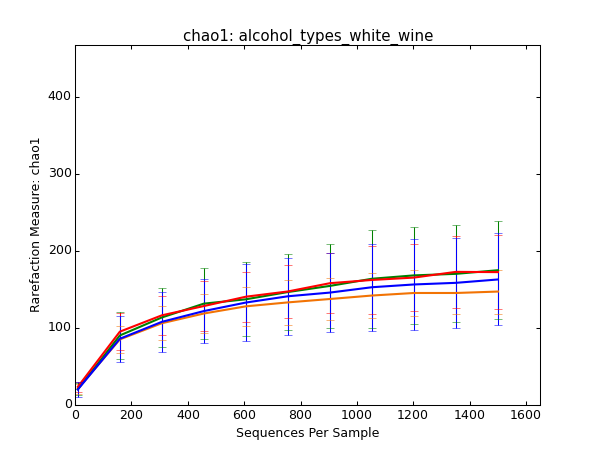 chao1: alcohol_types_white_wine
Rarefaction Measure: chao1
400
300
200
100
0
0 200 400 600 800 1000 1200 1400 1600
Sequences Per Sample